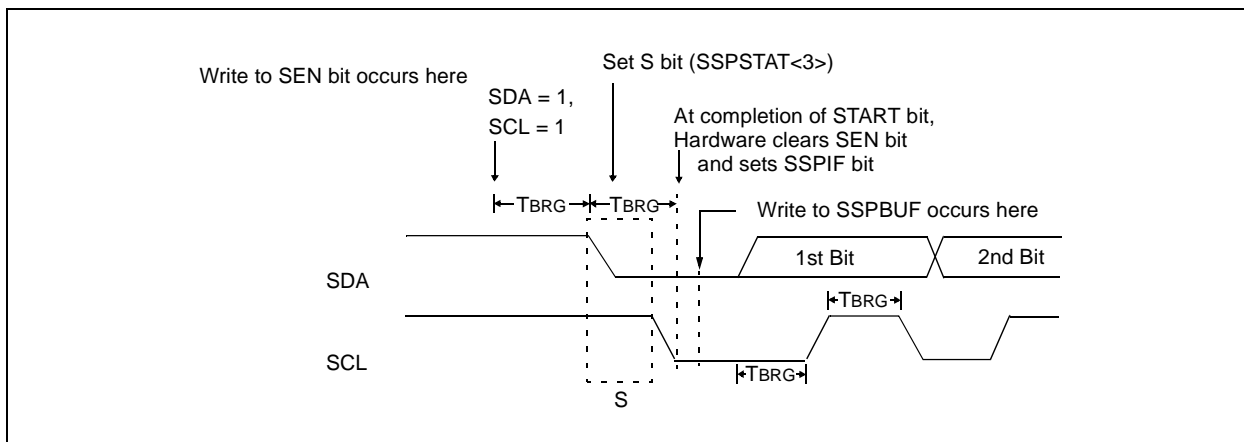 Set S bit (SSPSTAT<3>)
Write to SEN bit occurs here
SDA = 1,
SCL = 1
At completion of START bit,
Hardware clears SEN bit
and sets SSPIF bit
TBRG TBRG
Write to SSPBUF occurs here
SDA
1st Bit 2nd Bit
TBRG
SCL
TBRG
S